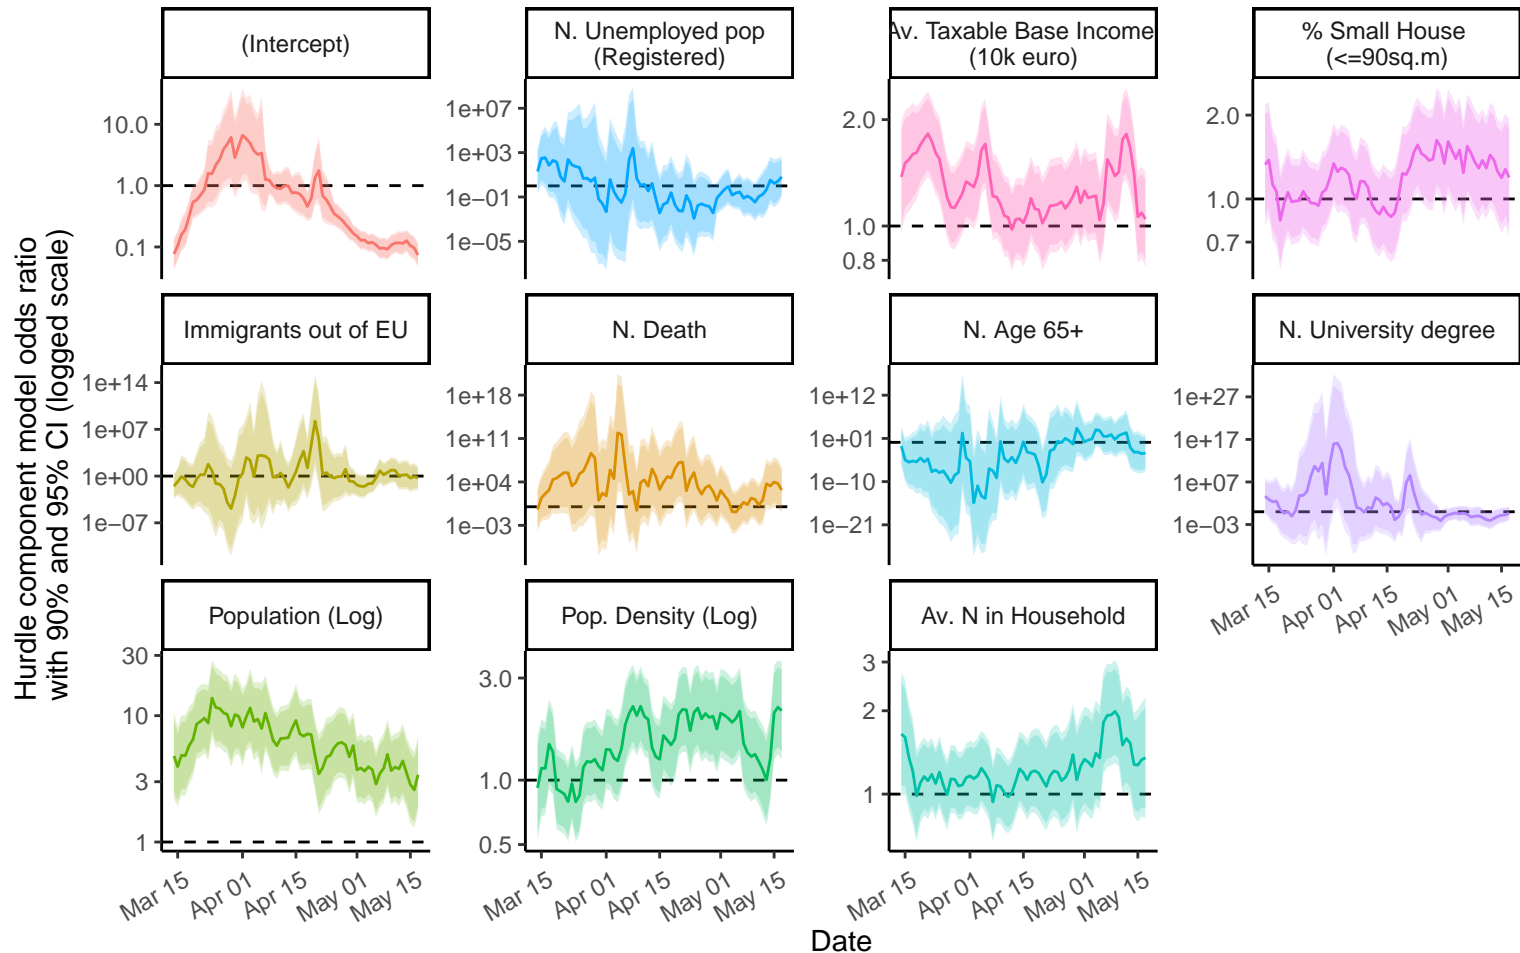 (Intercept)
N. Unemployed pop
(Registered)
Av. Taxable Base Income
(10k euro)
% Small House
(<=90sq.m)
10.0
1.0
0.1
1e+07
1e+03
1e-01
1e-05
2.0
1.0
0.8
2.0
1.0
0.7
Immigrants out of EU
N. Death
N. Age 65+
N. University degree
1e+14
1e+07
1e+00
1e-07
1e+18
1e+11
1e+04
1e-03
1e+12
1e+01
1e-10
1e-21
1e+27
1e+17
1e+07
1e-03
Mar 15
Apr 01
Apr 15
May 01
May 15
Population (Log)
Pop. Density (Log)
Av. N in Household
30
10
3
1
3.0
1.0
0.5
3
2
1
Mar 15
Apr 01
Apr 15
May 01
May 15
Mar 15
Apr 01
Apr 15
May 01
May 15
Mar 15
Apr 01
Apr 15
May 01
May 15
Date
Hurdle component model odds ratio
with 90% and 95% CI (logged scale)